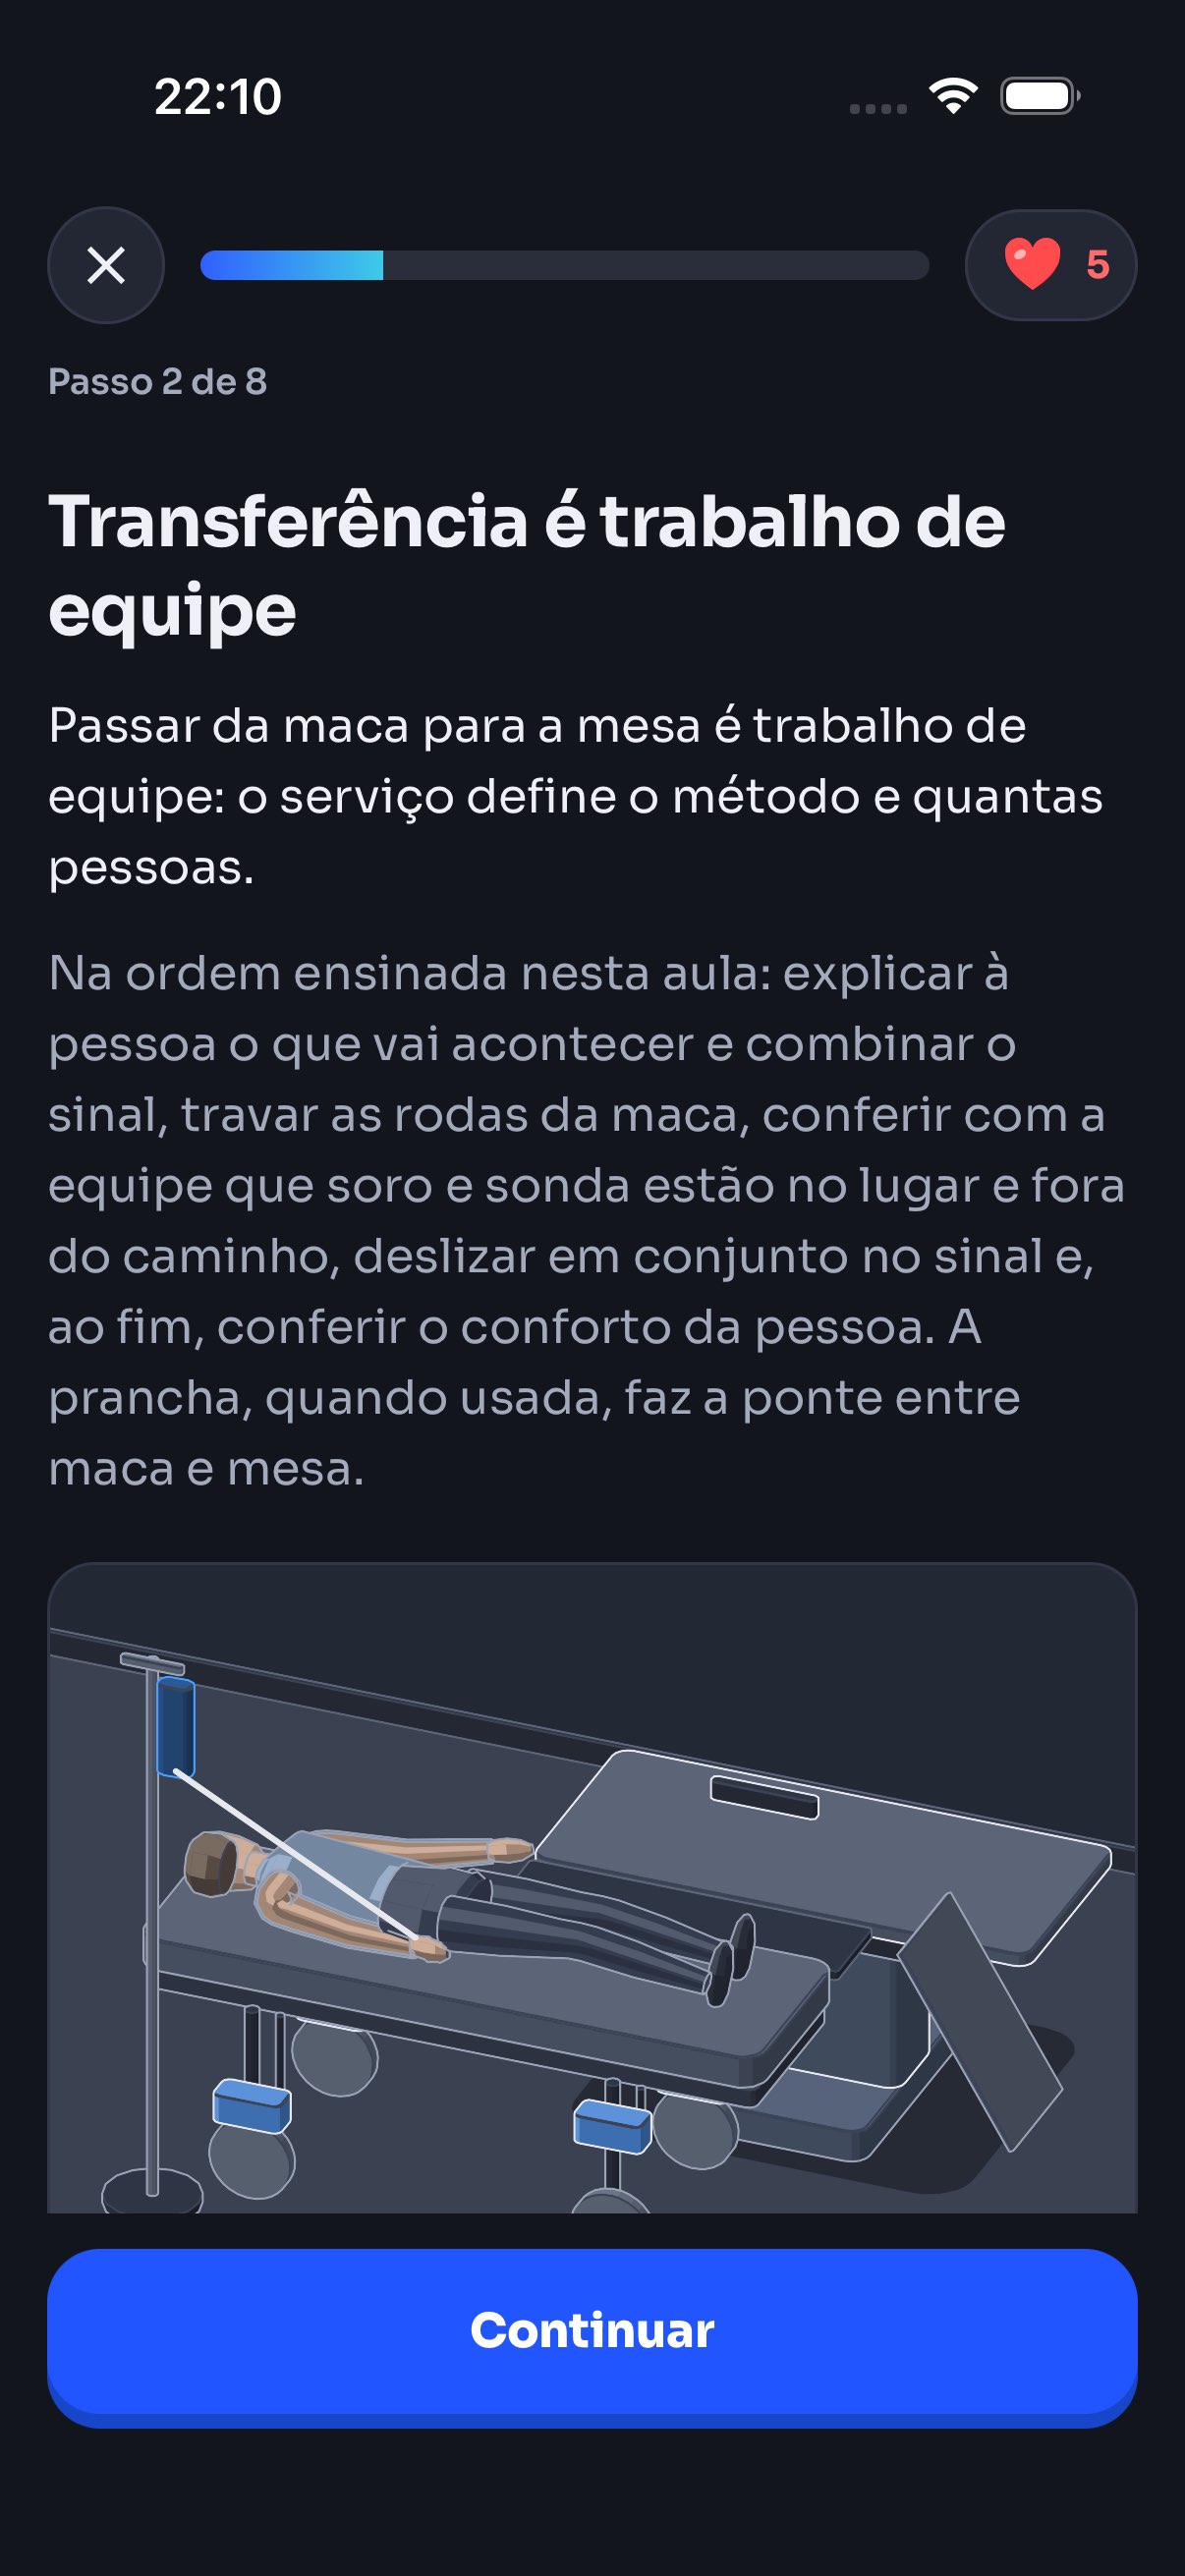 22:10
5
Passo 2 de 8
Transferência é trabalho de
equipe
Passar da maca para a mesa é trabalho de
equipe: o serviço define o método e quantas
pessoas.
Na ordem ensinada nesta aula: explicar à
pessoa o que vai acontecer e combinar o
sinal, travar as rodas da maca, conferir com a
equipe que soro e sonda estão no lugar e fora
do caminho, deslizar em conjunto no sinal e,
ao fim, conferir o conforto da pessoa. A
prancha, quando usada, faz a ponte entre
maca e mesa.
Continuar